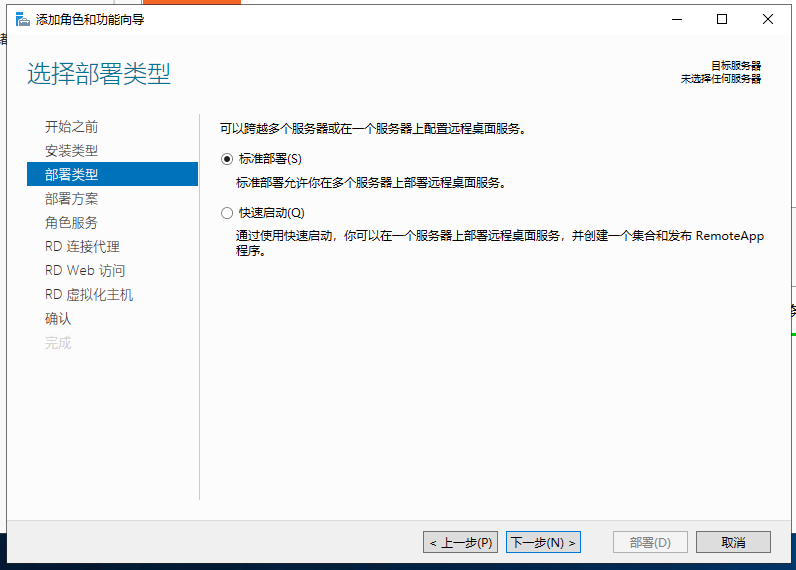 添加角色和功能向导
选择部署类型
目标服务器
未选择任何服务器
开始之前
安装类型
部署类型
部署方案
角色服务
RD 连接代理
RD Web 访问
RD 虚拟化主机
确认
完成
可以跨越多个服务器或在一个服务器上配置远程桌面服务。
标准部署(S)
标准部署允许你在多个服务器上部署远程桌面服务。
快速启动(Q)
通过使用快速启动，你可以在一个服务器上部署远程桌面服务，并创建一个集合和发布 RemoteApp
程序。
< 上一步(P)
下一步(N) >
部署(D)
取消